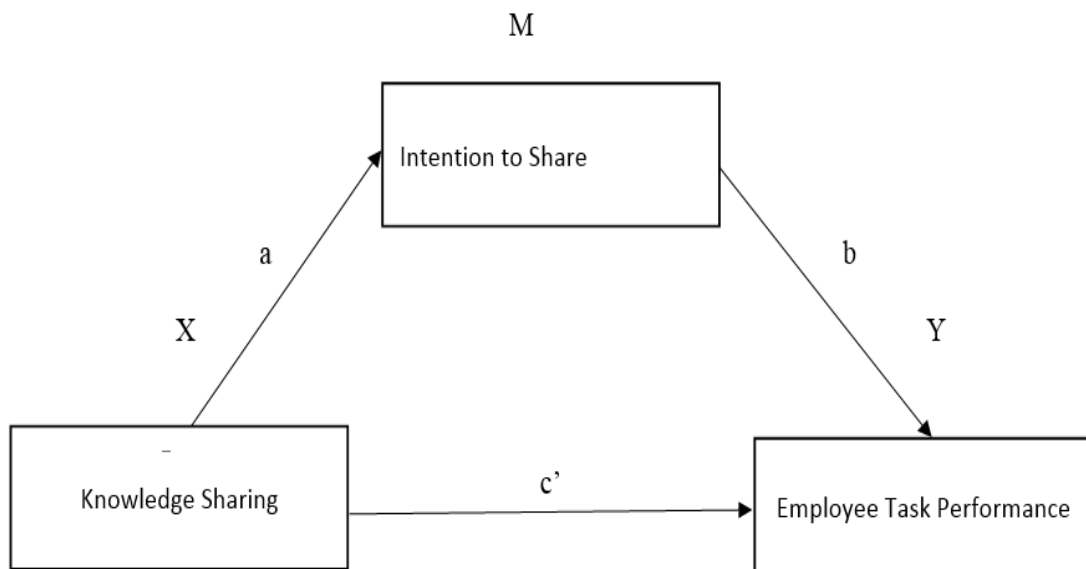 M
Intention to Share
a
b
X
Y
Knowledge Sharing
c’
Employee Task Performance